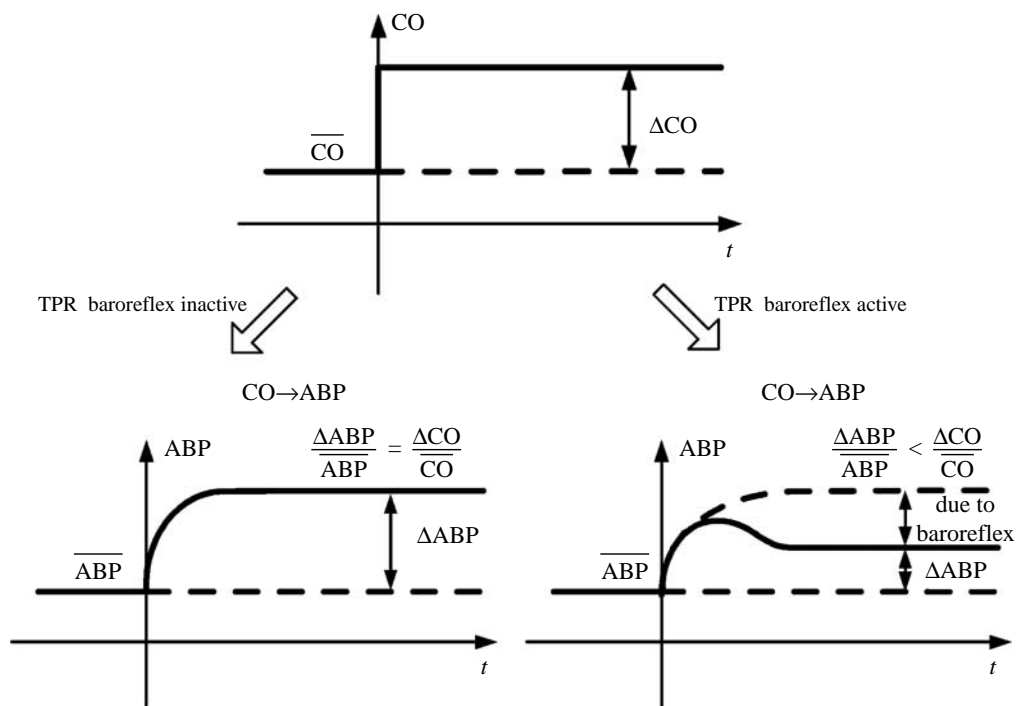 CO
CO
ΔCO
t
TPR baroreflex inactive
TPR baroreflex active
CO→ABP
ABP
ΔABP / ABP = ΔCO / CO
ABP
ΔABP
t
CO→ABP
ABP
ΔABP / ABP < ΔCO / CO
due to
baroreflex
ABP
ΔABP
t